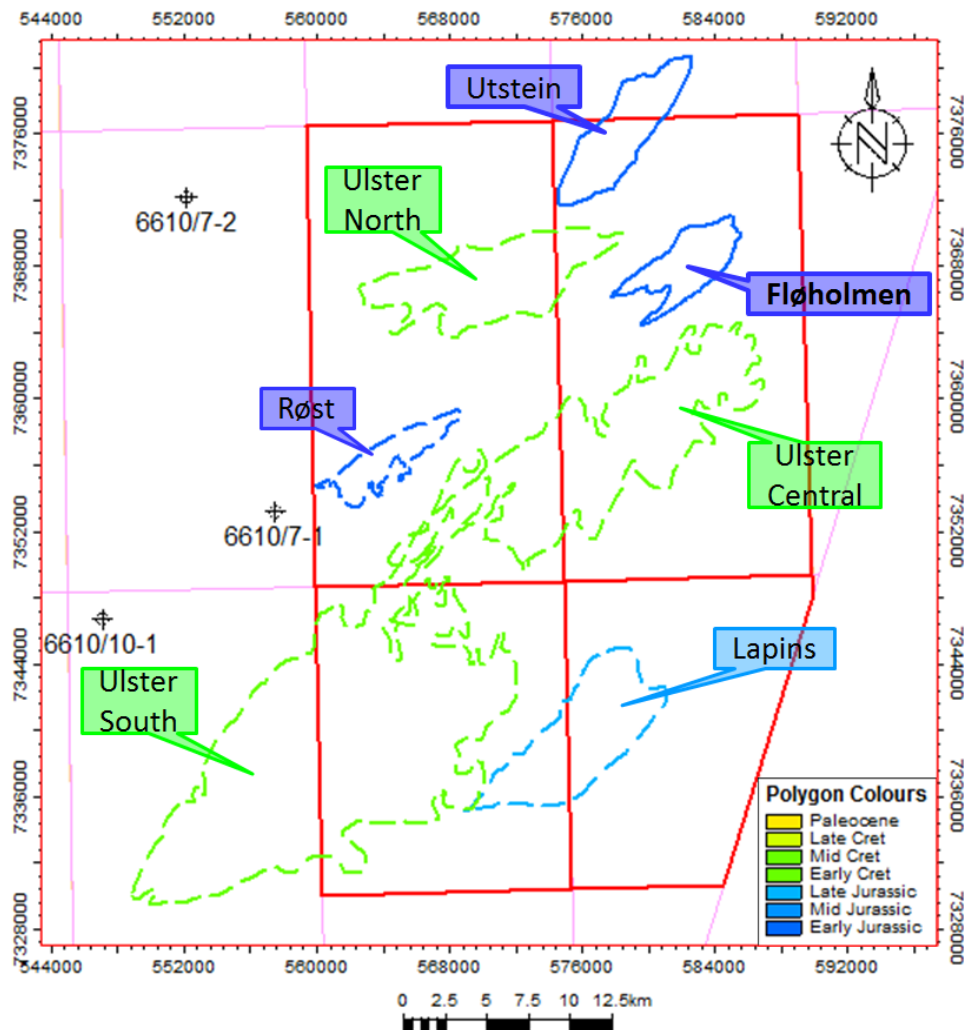 544000 552000 560000 568000 576000 584000 592000
Utstein
7376000
7376000
N
Ulster
North
6610/7-2
7368000
7368000
Fløholmen
7360000
7360000
Røst
Ulster
Central
7352000
7352000
6610/7-1
6610/10-1
7344000
7344000
Lapins
Ulster
South
7336000
7336000
Polygon Colours
Paleocene
Late Cret
Mid Cret
Early Cret
Late Jurassic
Mid Jurassic
Early Jurassic
7328000
7328000
544000 552000 560000 568000 576000 584000 592000
0 2.5 5 7.5 10 12.5km